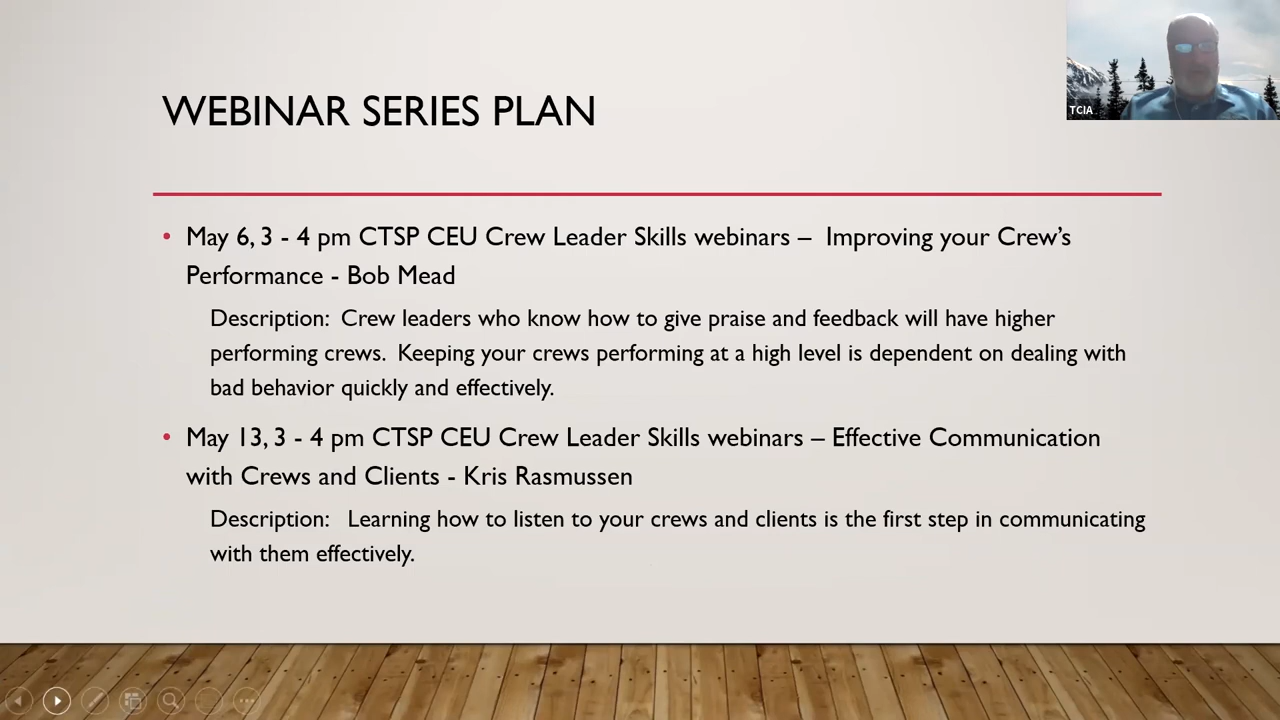 TCIA
WEBINAR SERIES PLAN
• May 6, 3 - 4 pm CTSP CEU Crew Leader Skills webinars – Improving your Crew's
Performance - Bob Mead
Description: Crew leaders who know how to give praise and feedback will have higher
performing crews. Keeping your crews performing at a high level is dependent on dealing with
bad behavior quickly and effectively.
• May 13, 3 - 4 pm CTSP CEU Crew Leader Skills webinars – Effective Communication
with Crews and Clients - Kris Rasmussen
Description: Learning how to listen to your crews and clients is the first step in communicating
with them effectively.